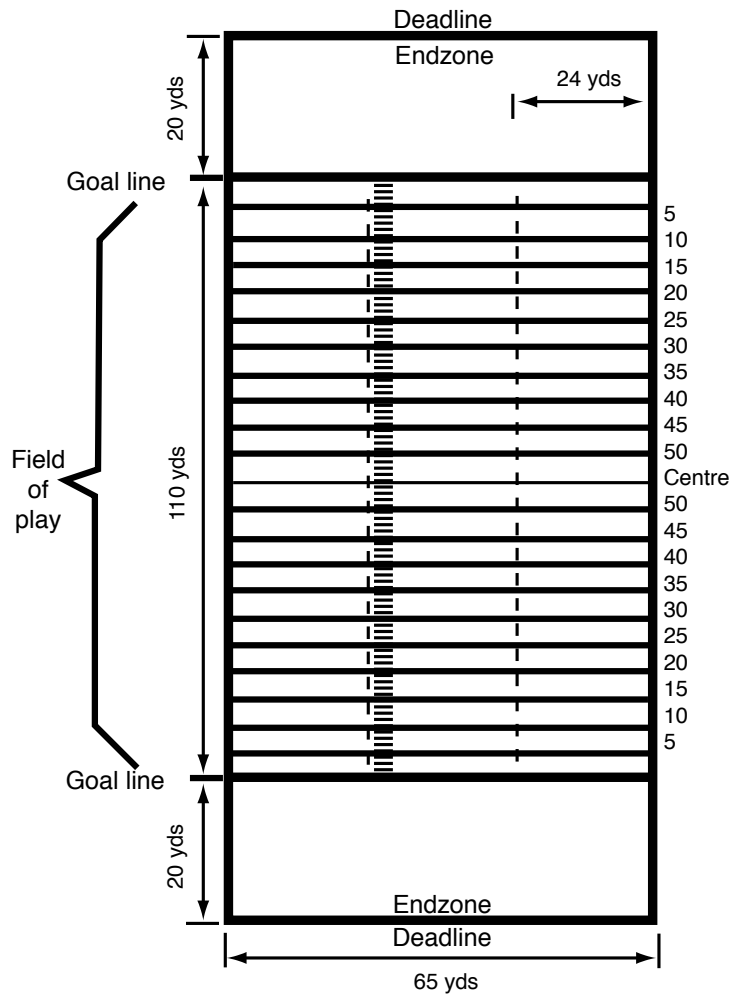 Deadline
Endzone
24 yds
20 yds
Goal line
5
10
15
20
25
30
35
40
45
50
Centre
50
45
40
35
30
25
20
15
10
5
Field
of
play
110 yds
Goal line
20 yds
Endzone
Deadline
65 yds